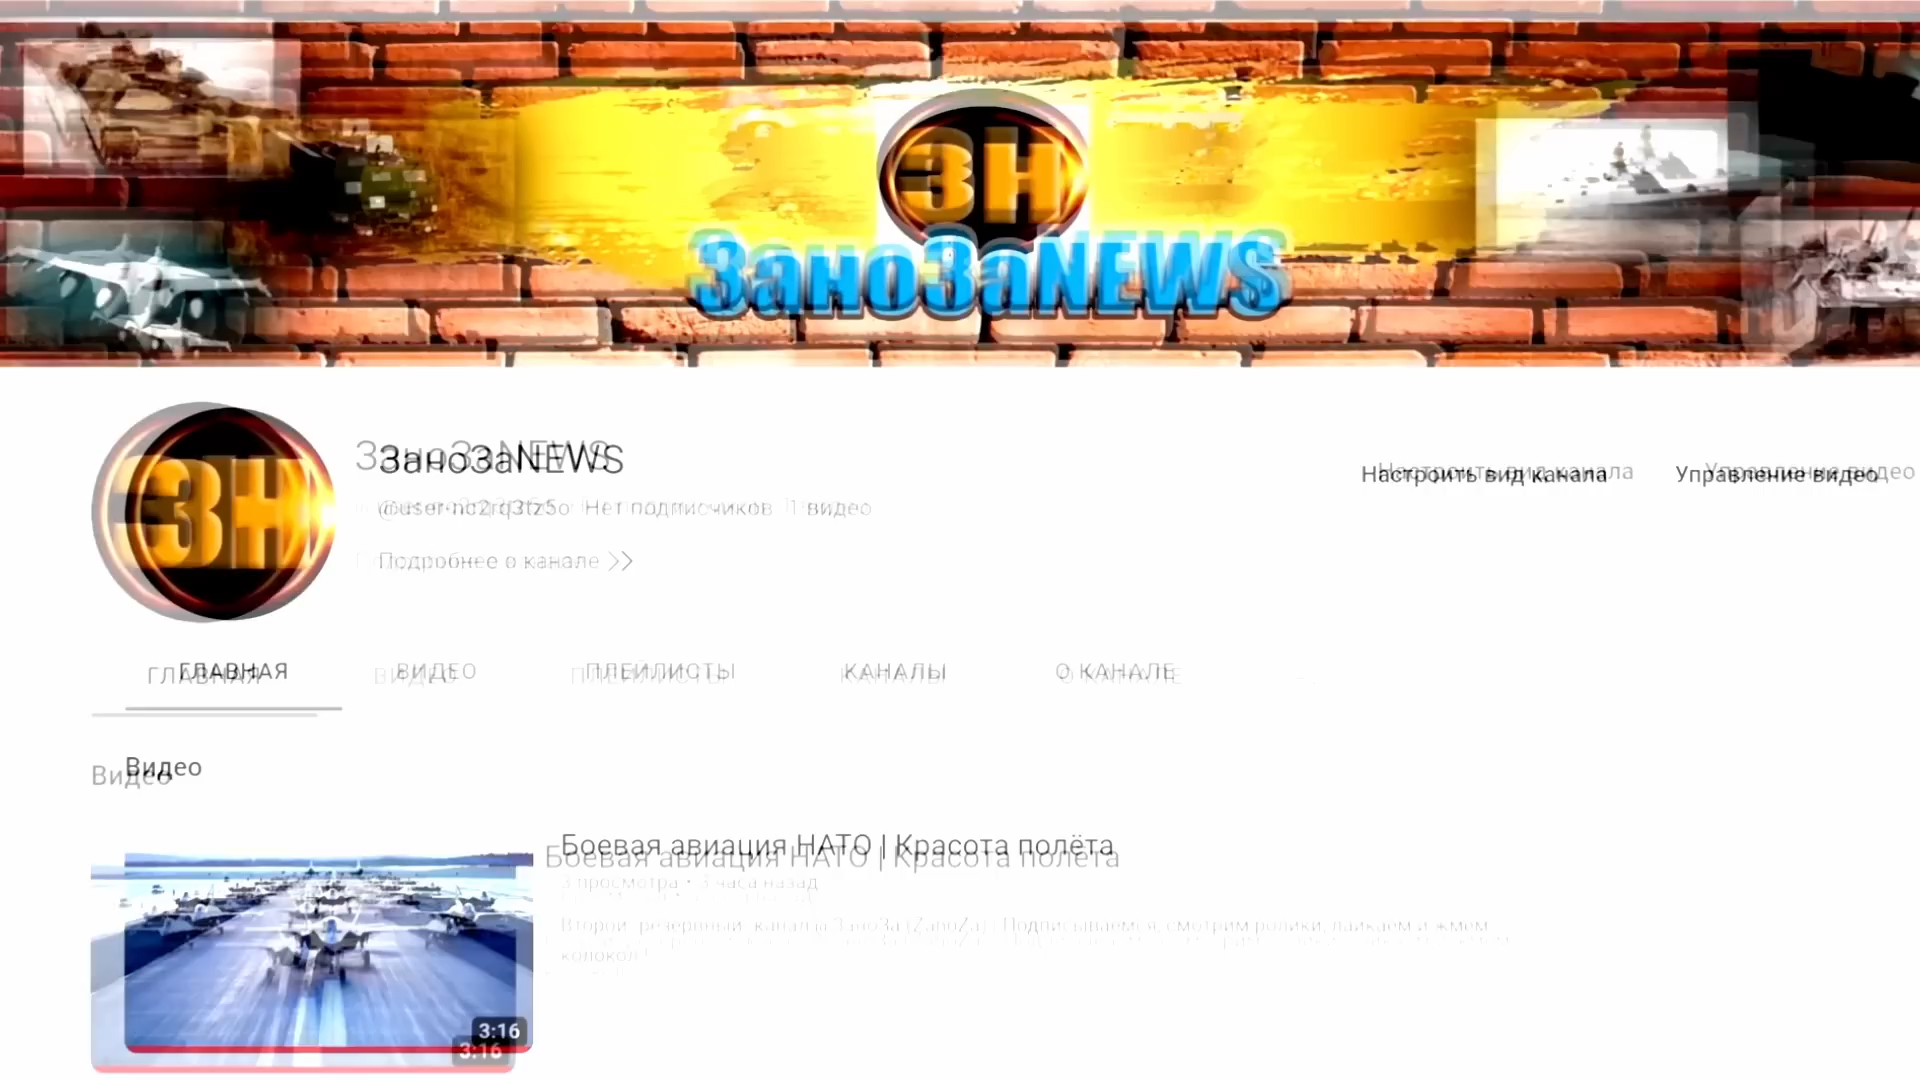 ЗН
ЗаноЗаNEWS
ЗН
ЗаноЗаNEWS
Настроить вид канала
Управление видео
@user-nc2rq3tz5o Нет подписчиков 1 видео
Подробнее о канале
ГЛАВНАЯ ВИДЕО ПЛЕЙЛИСТЫ КАНАЛЫ О КАНАЛЕ
Видео
Боевая авиация НАТО | Красота полёта
3 просмотра • 3 часа назад
Второй резервный канала ЗаноЗа (ZanoZa) Подписываемся, смотрим ролики, лайкаем и жмем
колокол!
3:16